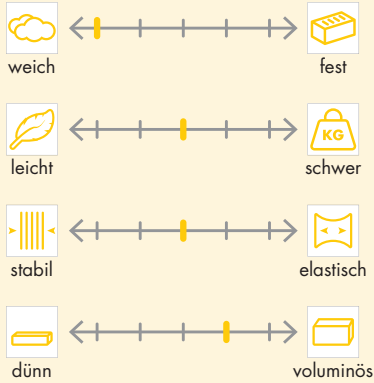 weich fest
KG
leicht schwer
stabil elastisch
dünn voluminös